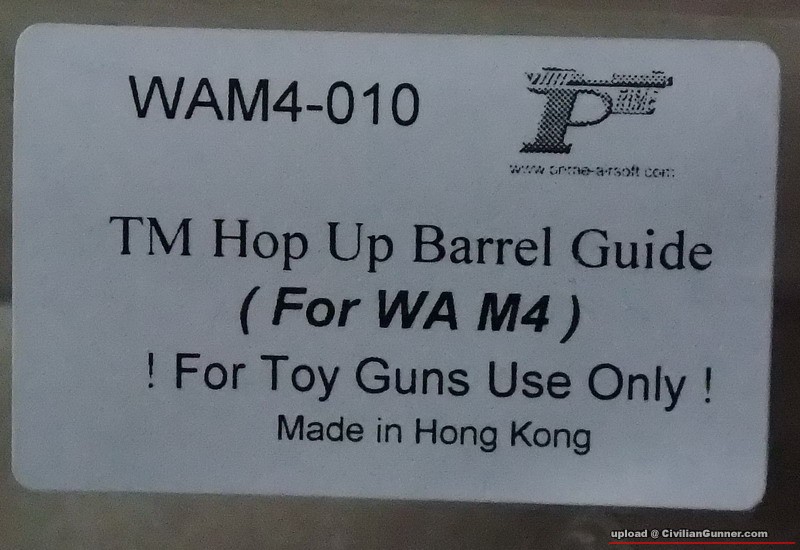 WAM4-010
PRIME
www.prime-airsoft.com
TM Hop Up Barrel Guide
( For WA M4 )
! For Toy Guns Use Only !
Made in Hong Kong
upload @ CivilianGunner.com